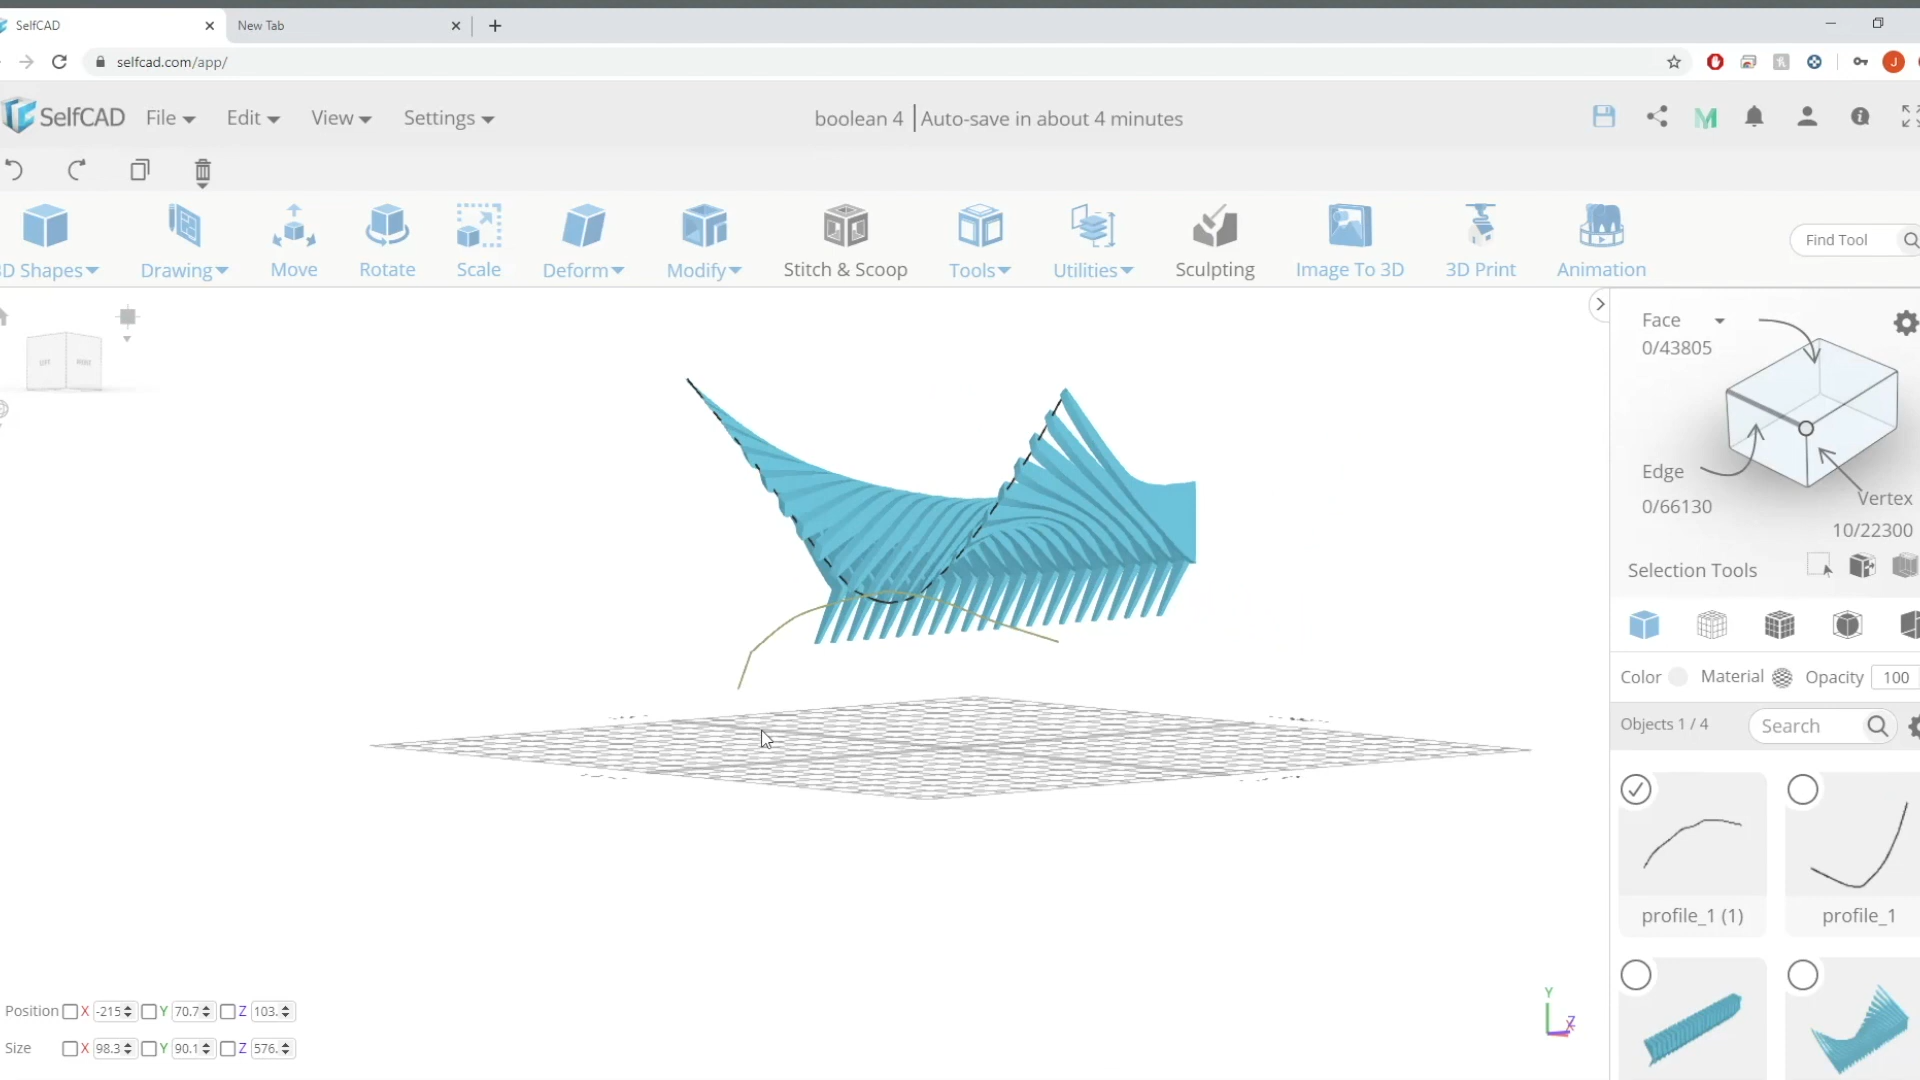 SelfCAD
New Tab
selfcad.com/app/
SelfCAD File Edit View Settings
boolean 4 Auto-save in about 4 minutes
D Shapes Drawing Move Rotate Scale Deform Modify Stitch & Scoop Tools Utilities Sculpting Image To 3D 3D Print Animation
Find Tool
Face
0/43805
Edge
0/66130
Vertex
10/22300
Selection Tools
Color Material Opacity 100
Objects 1 / 4 Search
profile_1 (1) profile_1
Position X -215 Y 70.7 Z 103.
Size X 98.3 Y 90.1 Z 576.
Y
Z